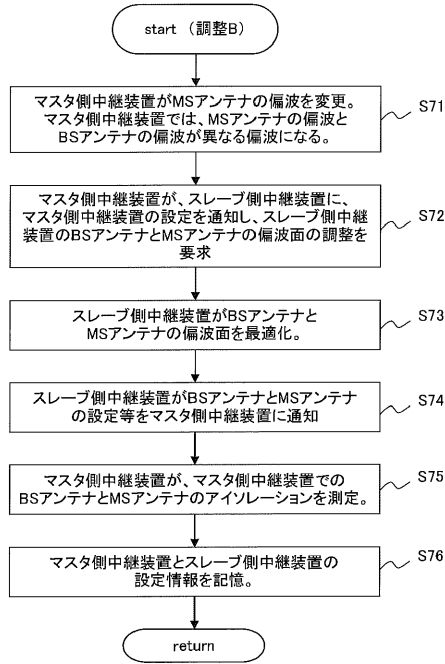 start （調整B）
マスタ側中継装置がMSアンテナの偏波を変更。
マスタ側中継装置では、MSアンテナの偏波と
BSアンテナの偏波が異なる偏波になる。
S71
マスタ側中継装置が、スレーブ側中継装置に、
マスタ側中継装置の設定を通知し、スレーブ側中継
装置のBSアンテナとMSアンテナの偏波面の調整を
要求
S72
スレーブ側中継装置がBSアンテナと
MSアンテナの偏波面を最適化。
S73
スレーブ側中継装置がBSアンテナとMSアンテナ
の設定等をマスタ側中継装置に通知
S74
マスタ側中継装置が、マスタ側中継装置での
BSアンテナとMSアンテナのアイソレーションを測定。
S75
マスタ側中継装置とスレーブ側中継装置の
設定情報を記憶。
S76
return